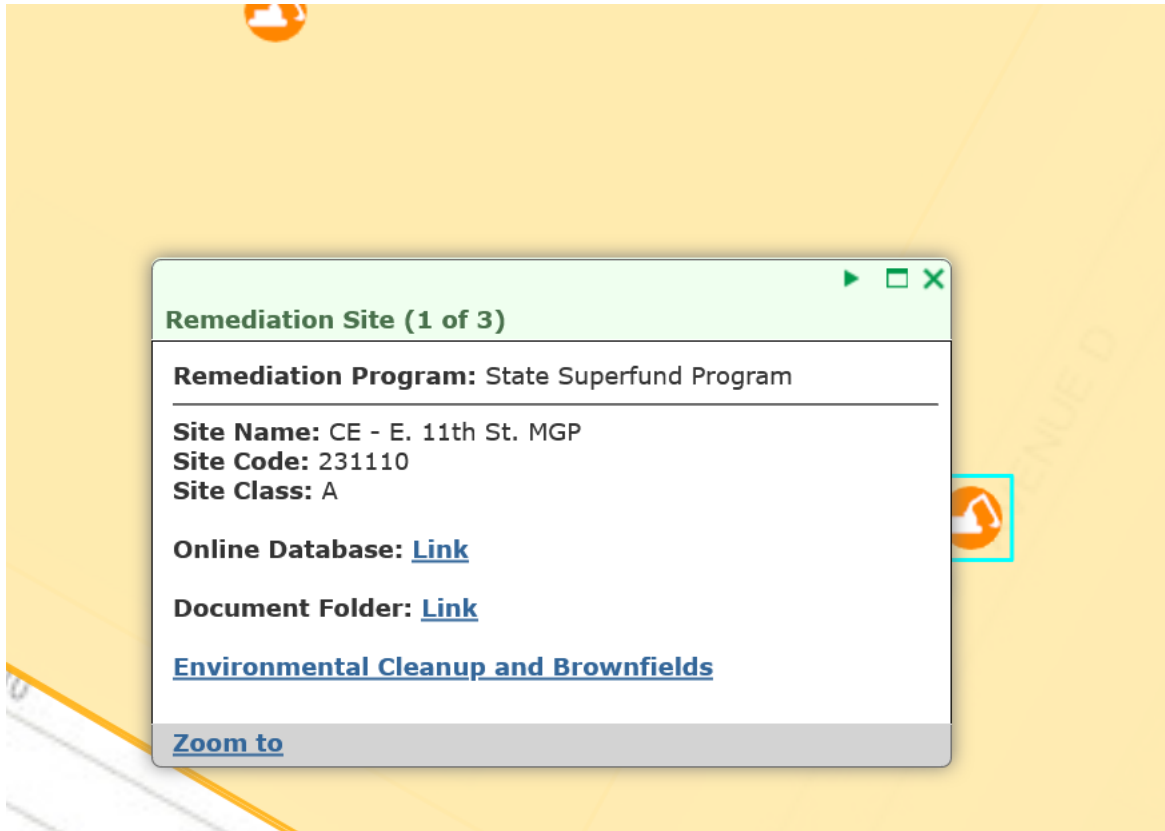 Remediation Site (1 of 3)
Remediation Program: State Superfund Program
Site Name: CE - E. 11th St. MGP
Site Code: 231110
Site Class: A
Online Database: Link
Document Folder: Link
Environmental Cleanup and Brownfields
Zoom to
ENUE D